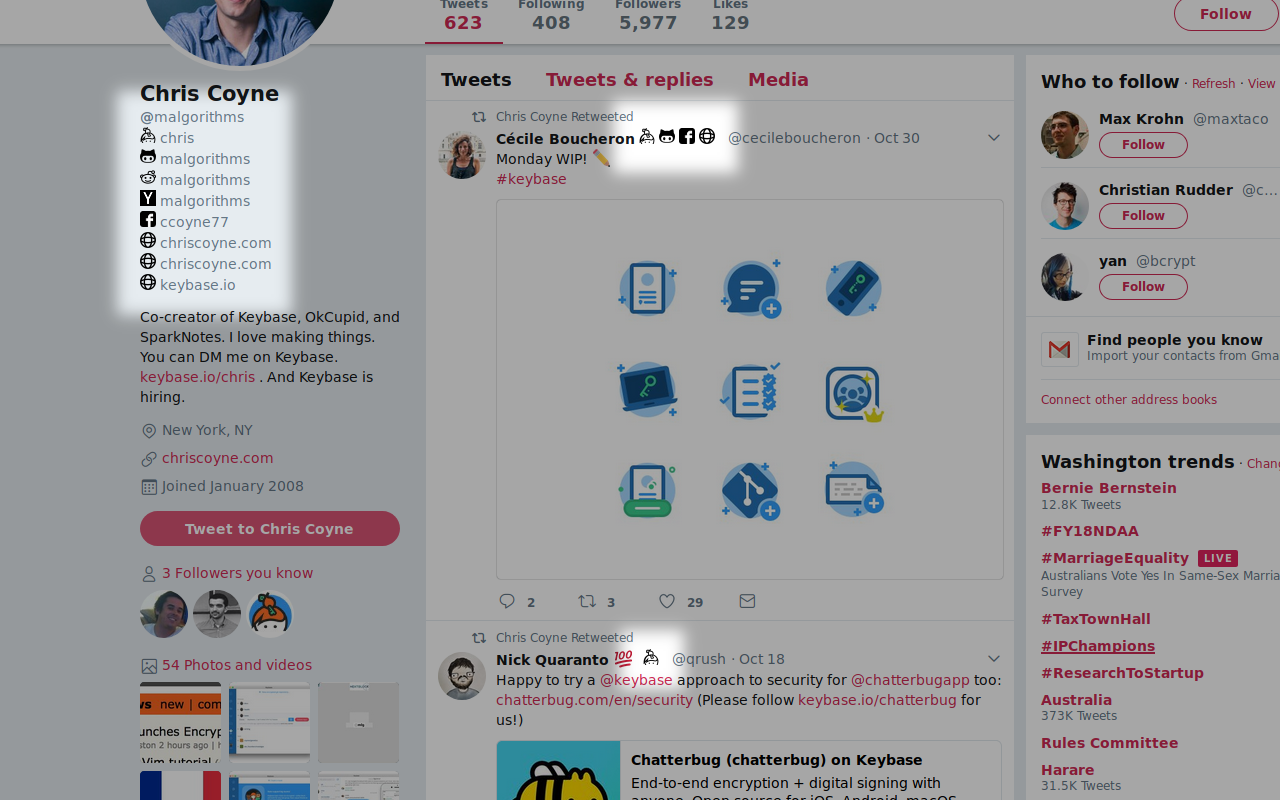 Tweets
623
Following
408
Followers
5,977
Likes
129
Follow
Chris Coyne
@malgorithms
chris
malgorithms
malgorithms
Y malgorithms
ccoyne77
chriscoyne.com
chriscoyne.com
keybase.io
Co-creator of Keybase, OkCupid, and
SparkNotes. I love making things.
You can DM me on Keybase.
keybase.io/chris . And Keybase is
hiring.
New York, NY
chriscoyne.com
Joined January 2008
Tweet to Chris Coyne
3 Followers you know
54 Photos and videos
new | com
unches Encryp
ston 2 hours ago | h
Vim tutorial
Tweets Tweets & replies Media
Chris Coyne Retweeted
Cécile Boucheron @cecileboucheron · Oct 30
Monday WIP! ✏️
#keybase
2 3 29
Chris Coyne Retweeted
Nick Quaranto 💯 @qrush · Oct 18
Happy to try a @keybase approach to security for @chatterbugapp too:
chatterbug.com/en/security (Please follow keybase.io/chatterbug for
us!)
Chatterbug (chatterbug) on Keybase
End-to-end encryption + digital signing with
anyone. Open source for iOS, Android, macOS,
Who to follow · Refresh · View
Max Krohn @maxtaco
Follow
Christian Rudder @c...
Follow
yan @bcrypt
Follow
Find people you know
Import your contacts from Gma
Connect other address books
Washington trends · Chang
Bernie Bernstein
12.8K Tweets
#FY18NDAA
#MarriageEquality LIVE
Australians Vote Yes In Same-Sex Marria
Survey
#TaxTownHall
#IPChampions
#ResearchToStartup
Australia
373K Tweets
Rules Committee
Harare
31.5K Tweets